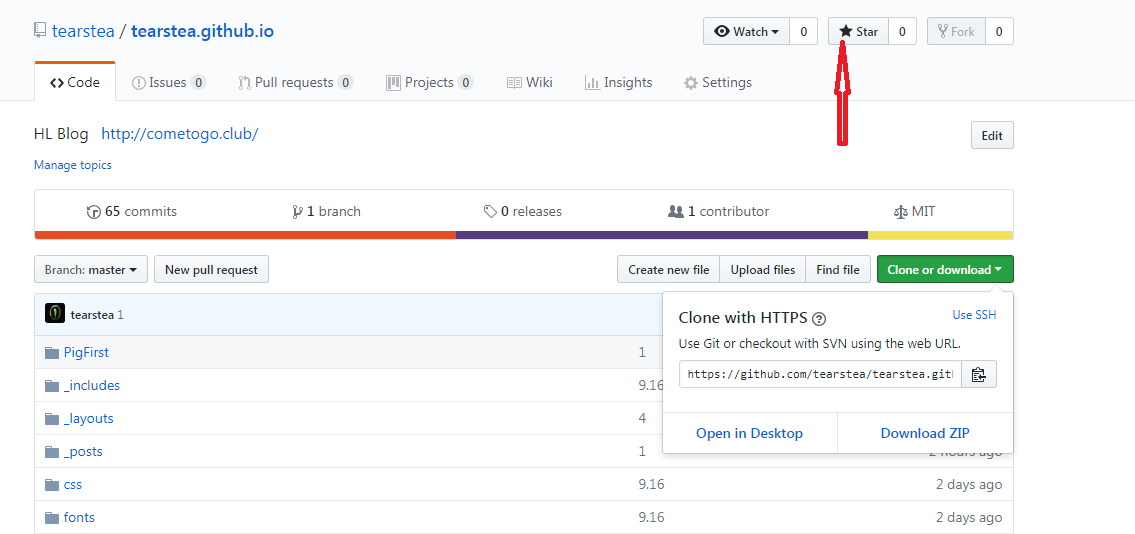 tearstea / tearstea.github.io
Watch 0 Star 0 Fork 0
Code Issues 0 Pull requests 0 Projects 0 Wiki Insights Settings
HL Blog http://cometogo.club/ Edit
Manage topics
65 commits 1 branch 0 releases 1 contributor MIT
Branch: master New pull request Create new file Upload files Find file Clone or download
tearstea 1
Clone with HTTPS Use SSH
Use Git or checkout with SVN using the web URL.
https://github.com/tearstea/tearstea.gitl
Open in Desktop Download ZIP
PigFirst 1
_includes 9.16
_layouts 4
_posts 1 2 hours ago
css 9.16 2 days ago
fonts 9.16 2 days ago